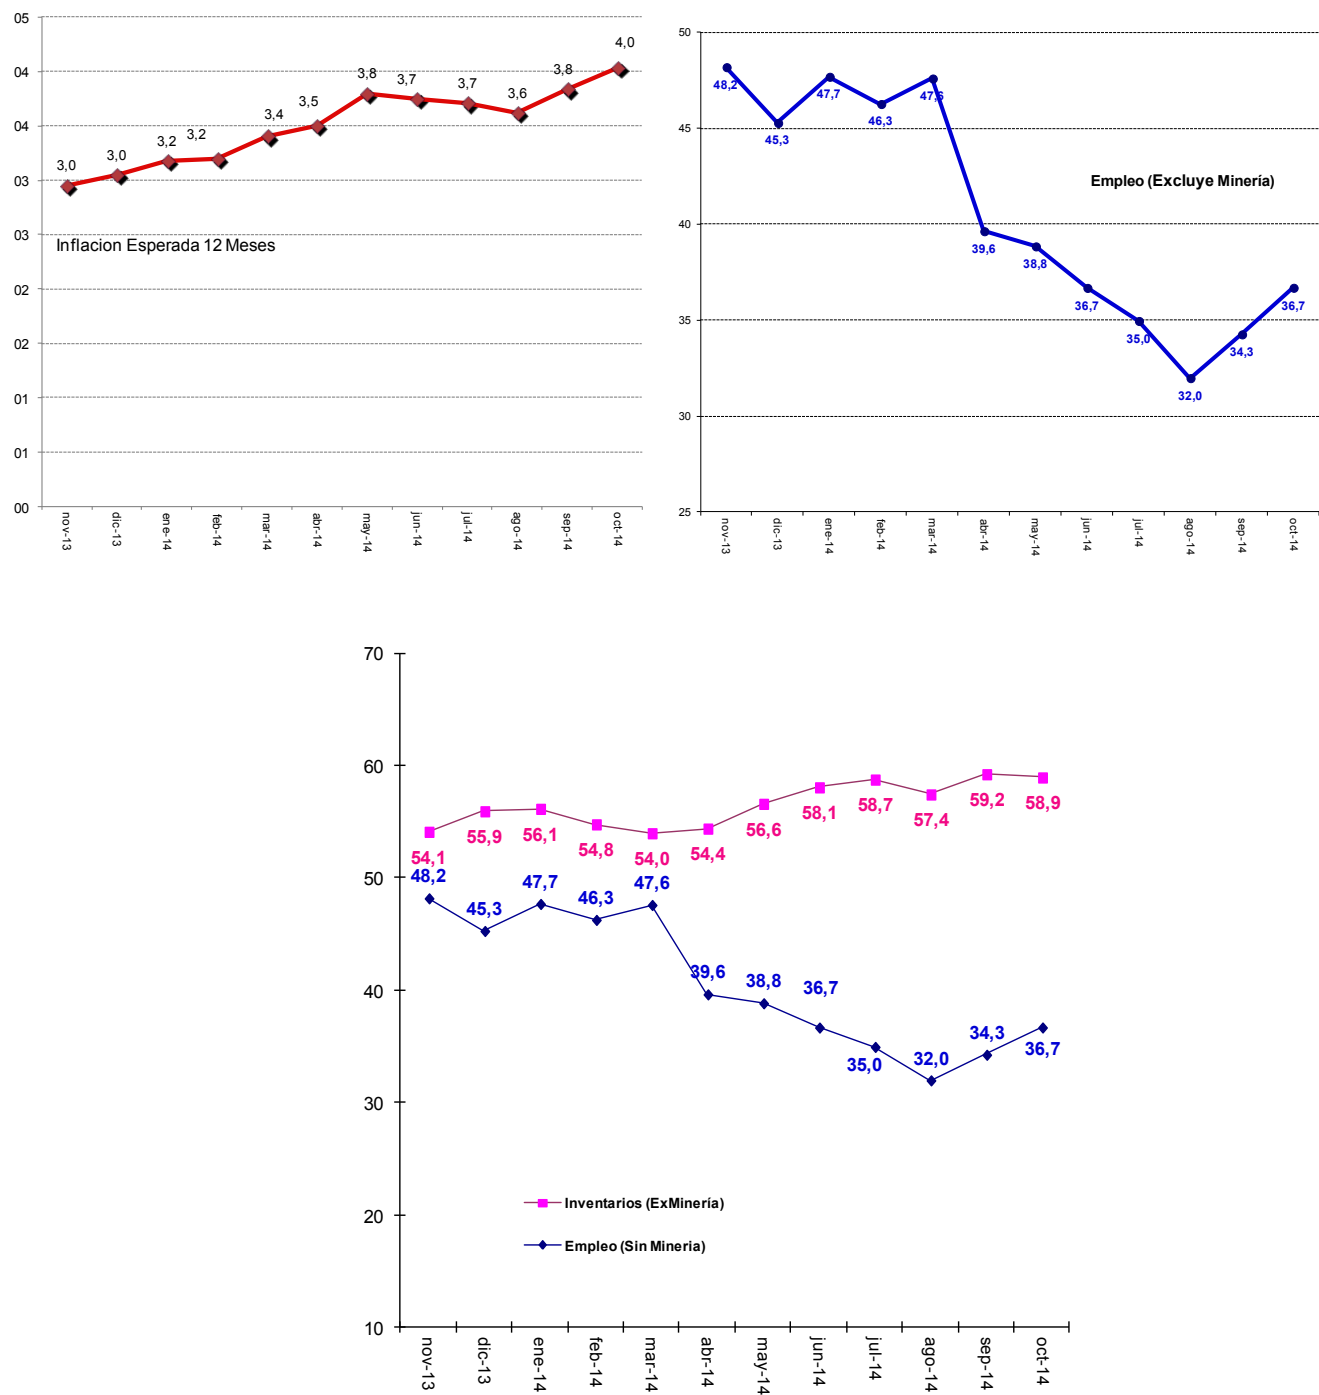 05
04
04
03
03
02
02
01
01
00
3,0
3,0
3,2
3,2
3,4
3,5
3,8
3,7
3,7
3,6
3,8
4,0
Inflacion Esperada 12 Meses
nov-13
dic-13
ene-14
feb-14
mar-14
abr-14
may-14
jun-14
jul-14
ago-14
sep-14
oct-14
50
45
40
35
30
25
48,2
45,3
47,7
46,3
47,6
39,6
38,8
36,7
35,0
32,0
34,3
36,7
Empleo (Excluye Minería)
nov-13
dic-13
ene-14
feb-14
mar-14
abr-14
may-14
jun-14
jul-14
ago-14
sep-14
oct-14
70
60
50
40
30
20
10
54,1
55,9
56,1
54,8
54,0
54,4
56,6
58,1
58,7
57,4
59,2
58,9
48,2
45,3
47,7
46,3
47,6
39,6
38,8
36,7
35,0
32,0
34,3
36,7
Inventarios (ExMinería)
Empleo (Sin Mineria)
nov-13
dic-13
ene-14
feb-14
mar-14
abr-14
may-14
jun-14
jul-14
ago-14
sep-14
oct-14